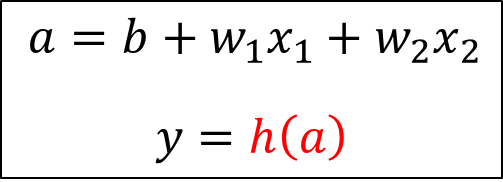 a = b + w₁x₁ + w₂x₂
y = h(a)